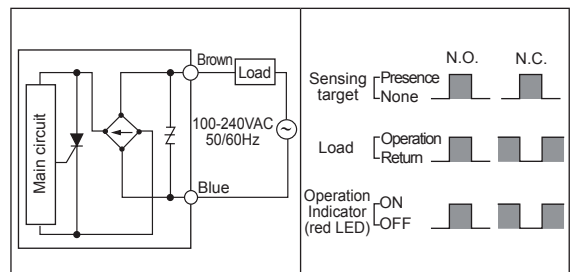 Main circuit
Brown
Load
100-240VAC
50/60Hz
Blue
N.O. N.C.
Sensing target
Presence
None
Load
Operation
Return
Operation
Indicator
(red LED)
ON
OFF